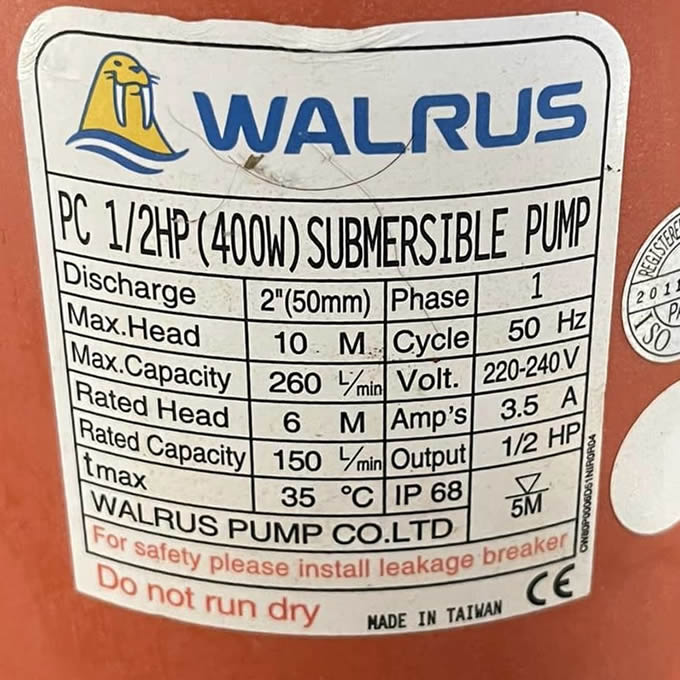 WALRUS
PC 1/2HP (400W) SUBMERSIBLE PUMP
Discharge 2"(50mm) Phase 1
Max.Head 10 M Cycle 50 Hz
Max.Capacity 260 L/min Volt. 220-240V
Rated Head 6 M Amp's 3.5 A
Rated Capacity 150 L/min Output 1/2 HP
tmax 35 °C IP 68 5M
WALRUS PUMP CO.LTD
For safety please install leakage breaker
Do not run dry
MADE IN TAIWAN CE
REGISTERED
2011
ISO